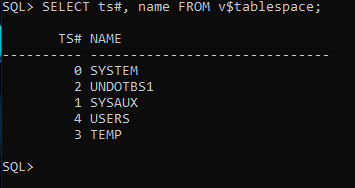 SQL> SELECT ts#, name FROM v$tablespace;
       TS# NAME
---------- ------------------------------
         0 SYSTEM
         2 UNDOTBS1
         1 SYSAUX
         4 USERS
         3 TEMP
SQL>